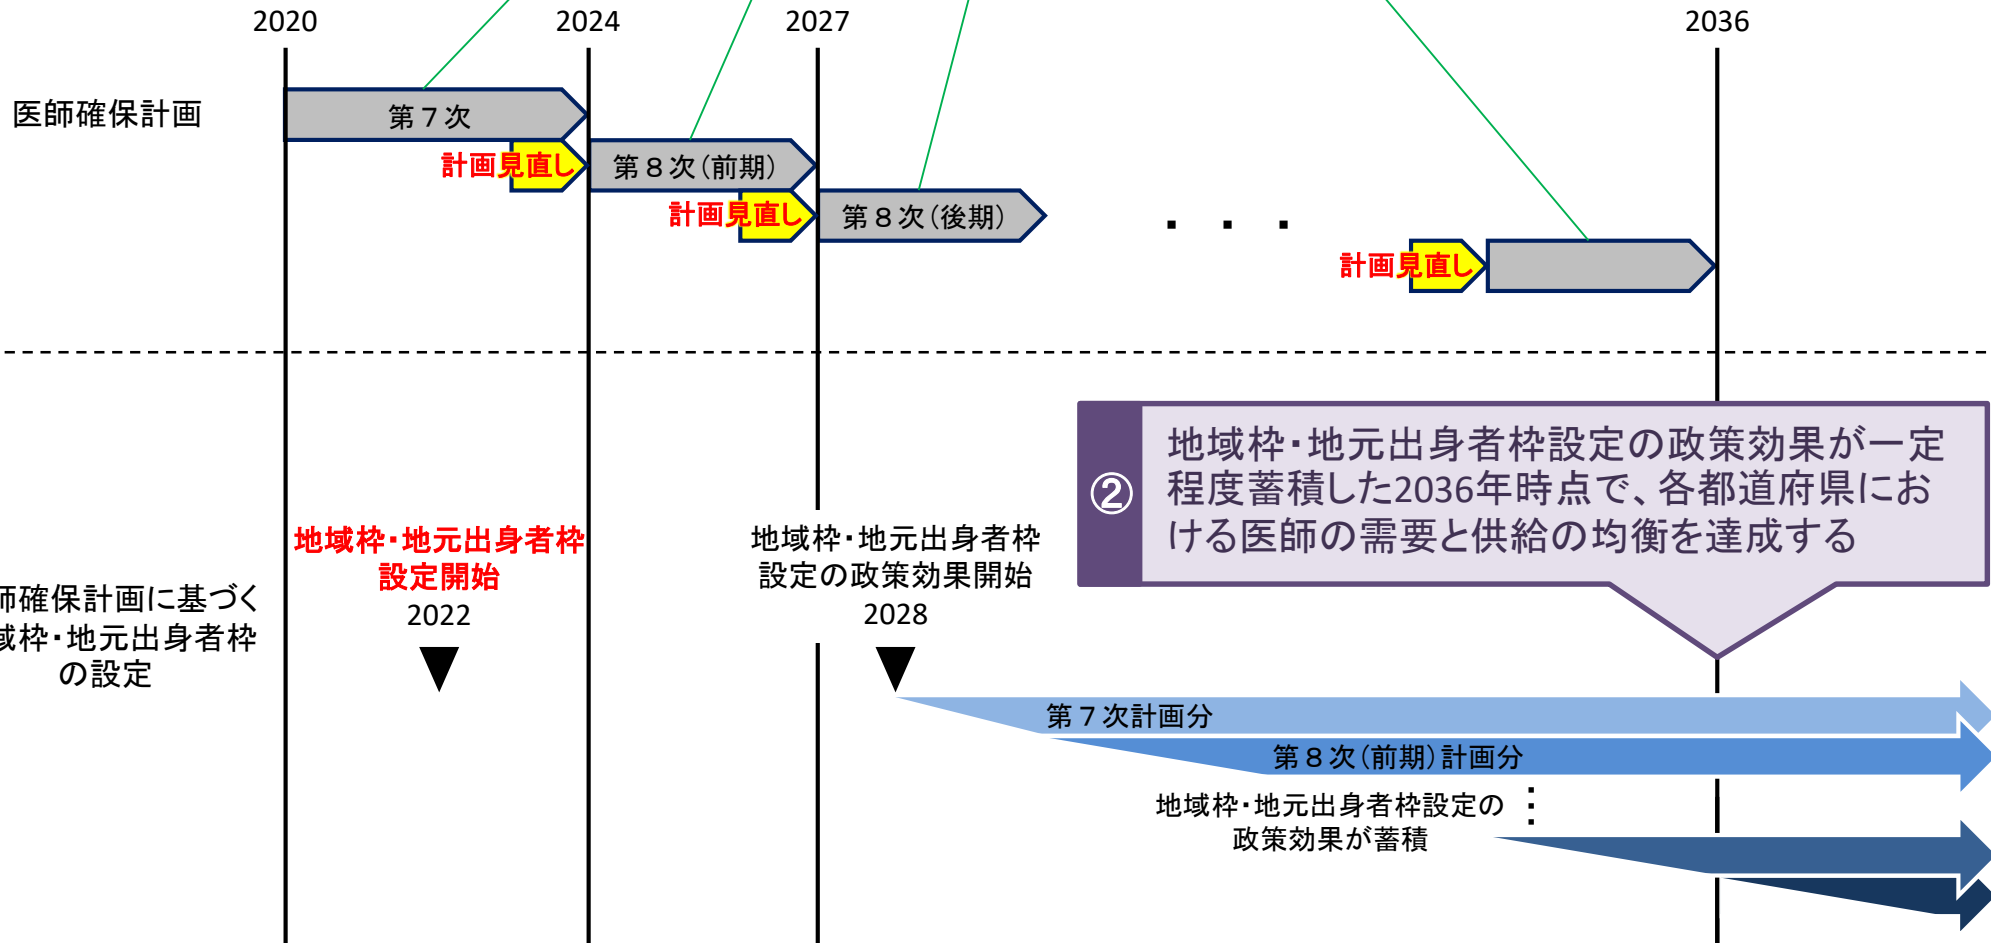 2020
2024
2027
2036
医師確保計画
第７次
計画見直し
第８次（前期）
計画見直し
第８次（後期）
・・・
計画見直し
②
地域枠・地元出身者枠設定の政策効果が一定
程度蓄積した2036年時点で、各都道府県にお
ける医師の需要と供給の均衡を達成する
師確保計画に基づく
域枠・地元出身者枠
の設定
地域枠・地元出身者枠
設定開始
2022
地域枠・地元出身者枠
設定の政策効果開始
2028
第７次計画分
第８次（前期）計画分
地域枠・地元出身者枠設定の
政策効果が蓄積